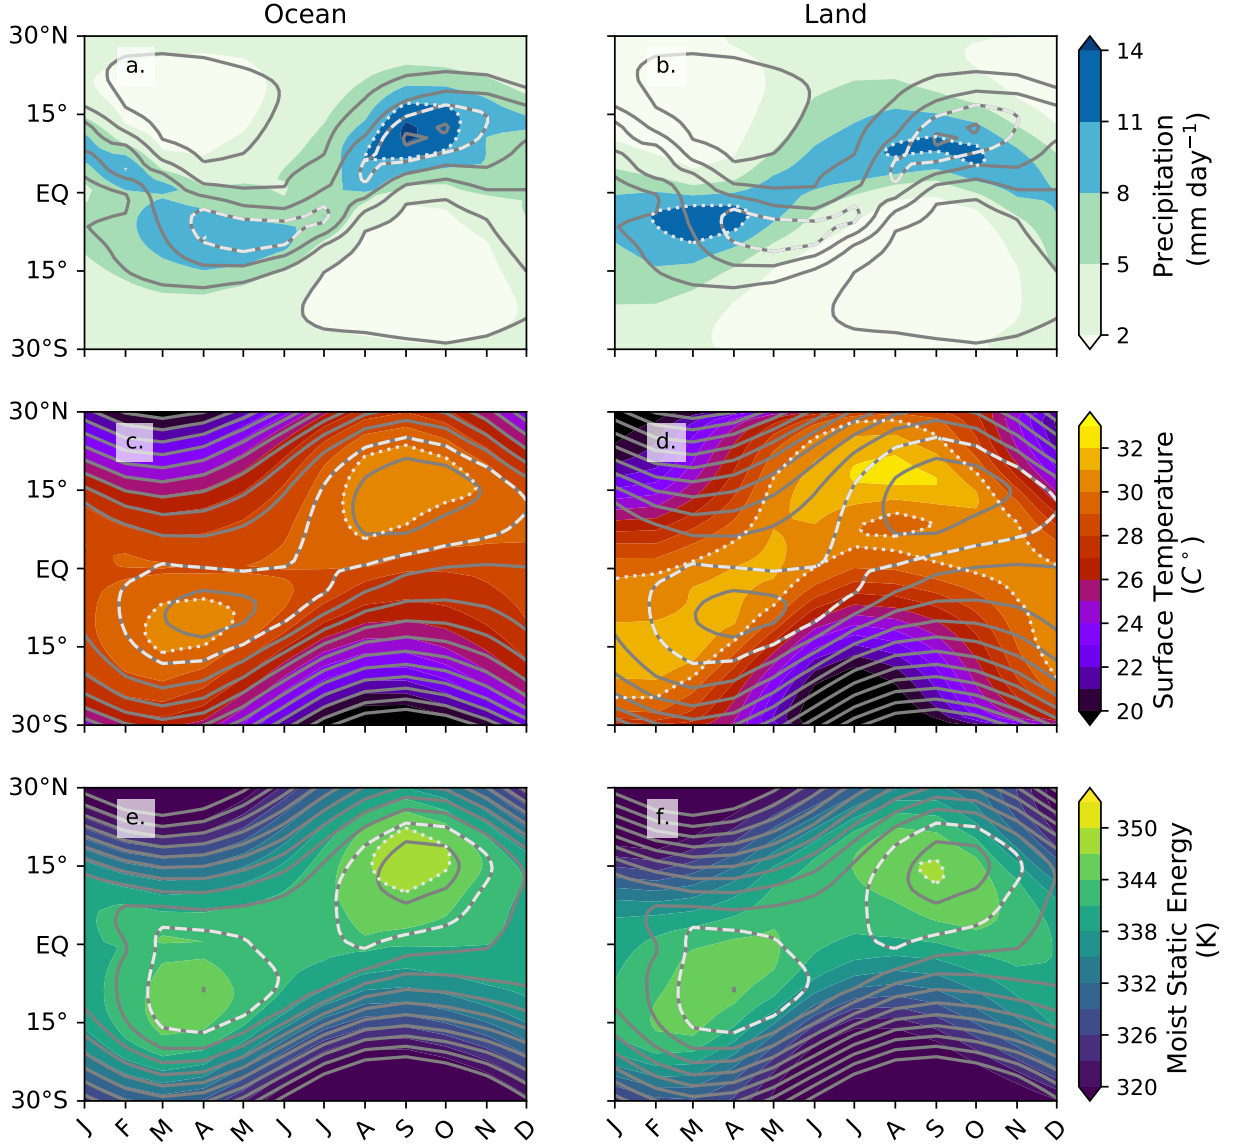 Ocean
Land
30°N
15°
EQ
15°
30°S
a.
b.
14
11
8
5
2
Precipitation
(mm day⁻¹)
30°N
15°
EQ
15°
30°S
c.
d.
32
30
28
26
24
22
20
Surface Temperature
(C°)
30°N
15°
EQ
15°
30°S
e.
f.
350
344
338
332
326
320
Moist Static Energy
(K)
J F M A M J J A S O N D
J F M A M J J A S O N D